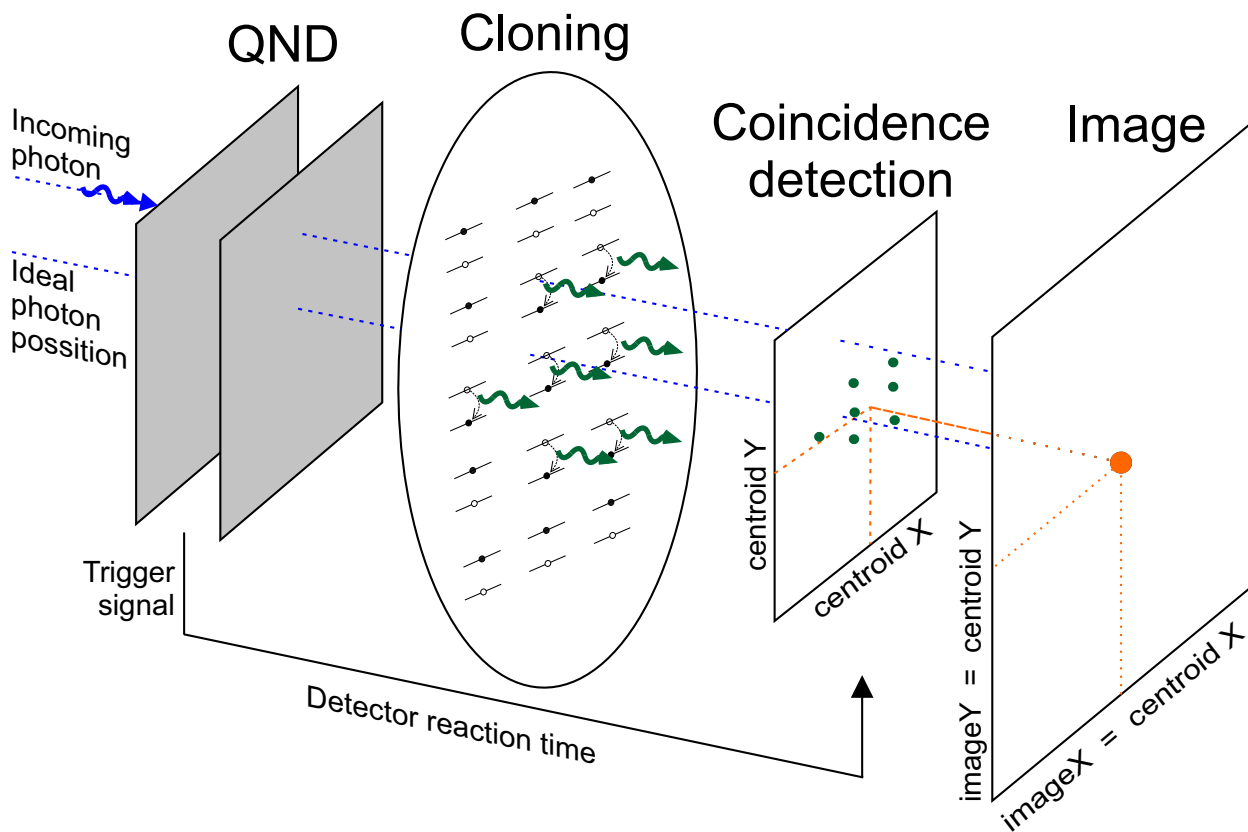 QND
Cloning
Incoming
photon
Ideal
photon
possition
Coincidence
detection
Image
Trigger
signal
Detector reaction time
centroid Y
centroid X
imageY = centroid Y
imageX = centroid X